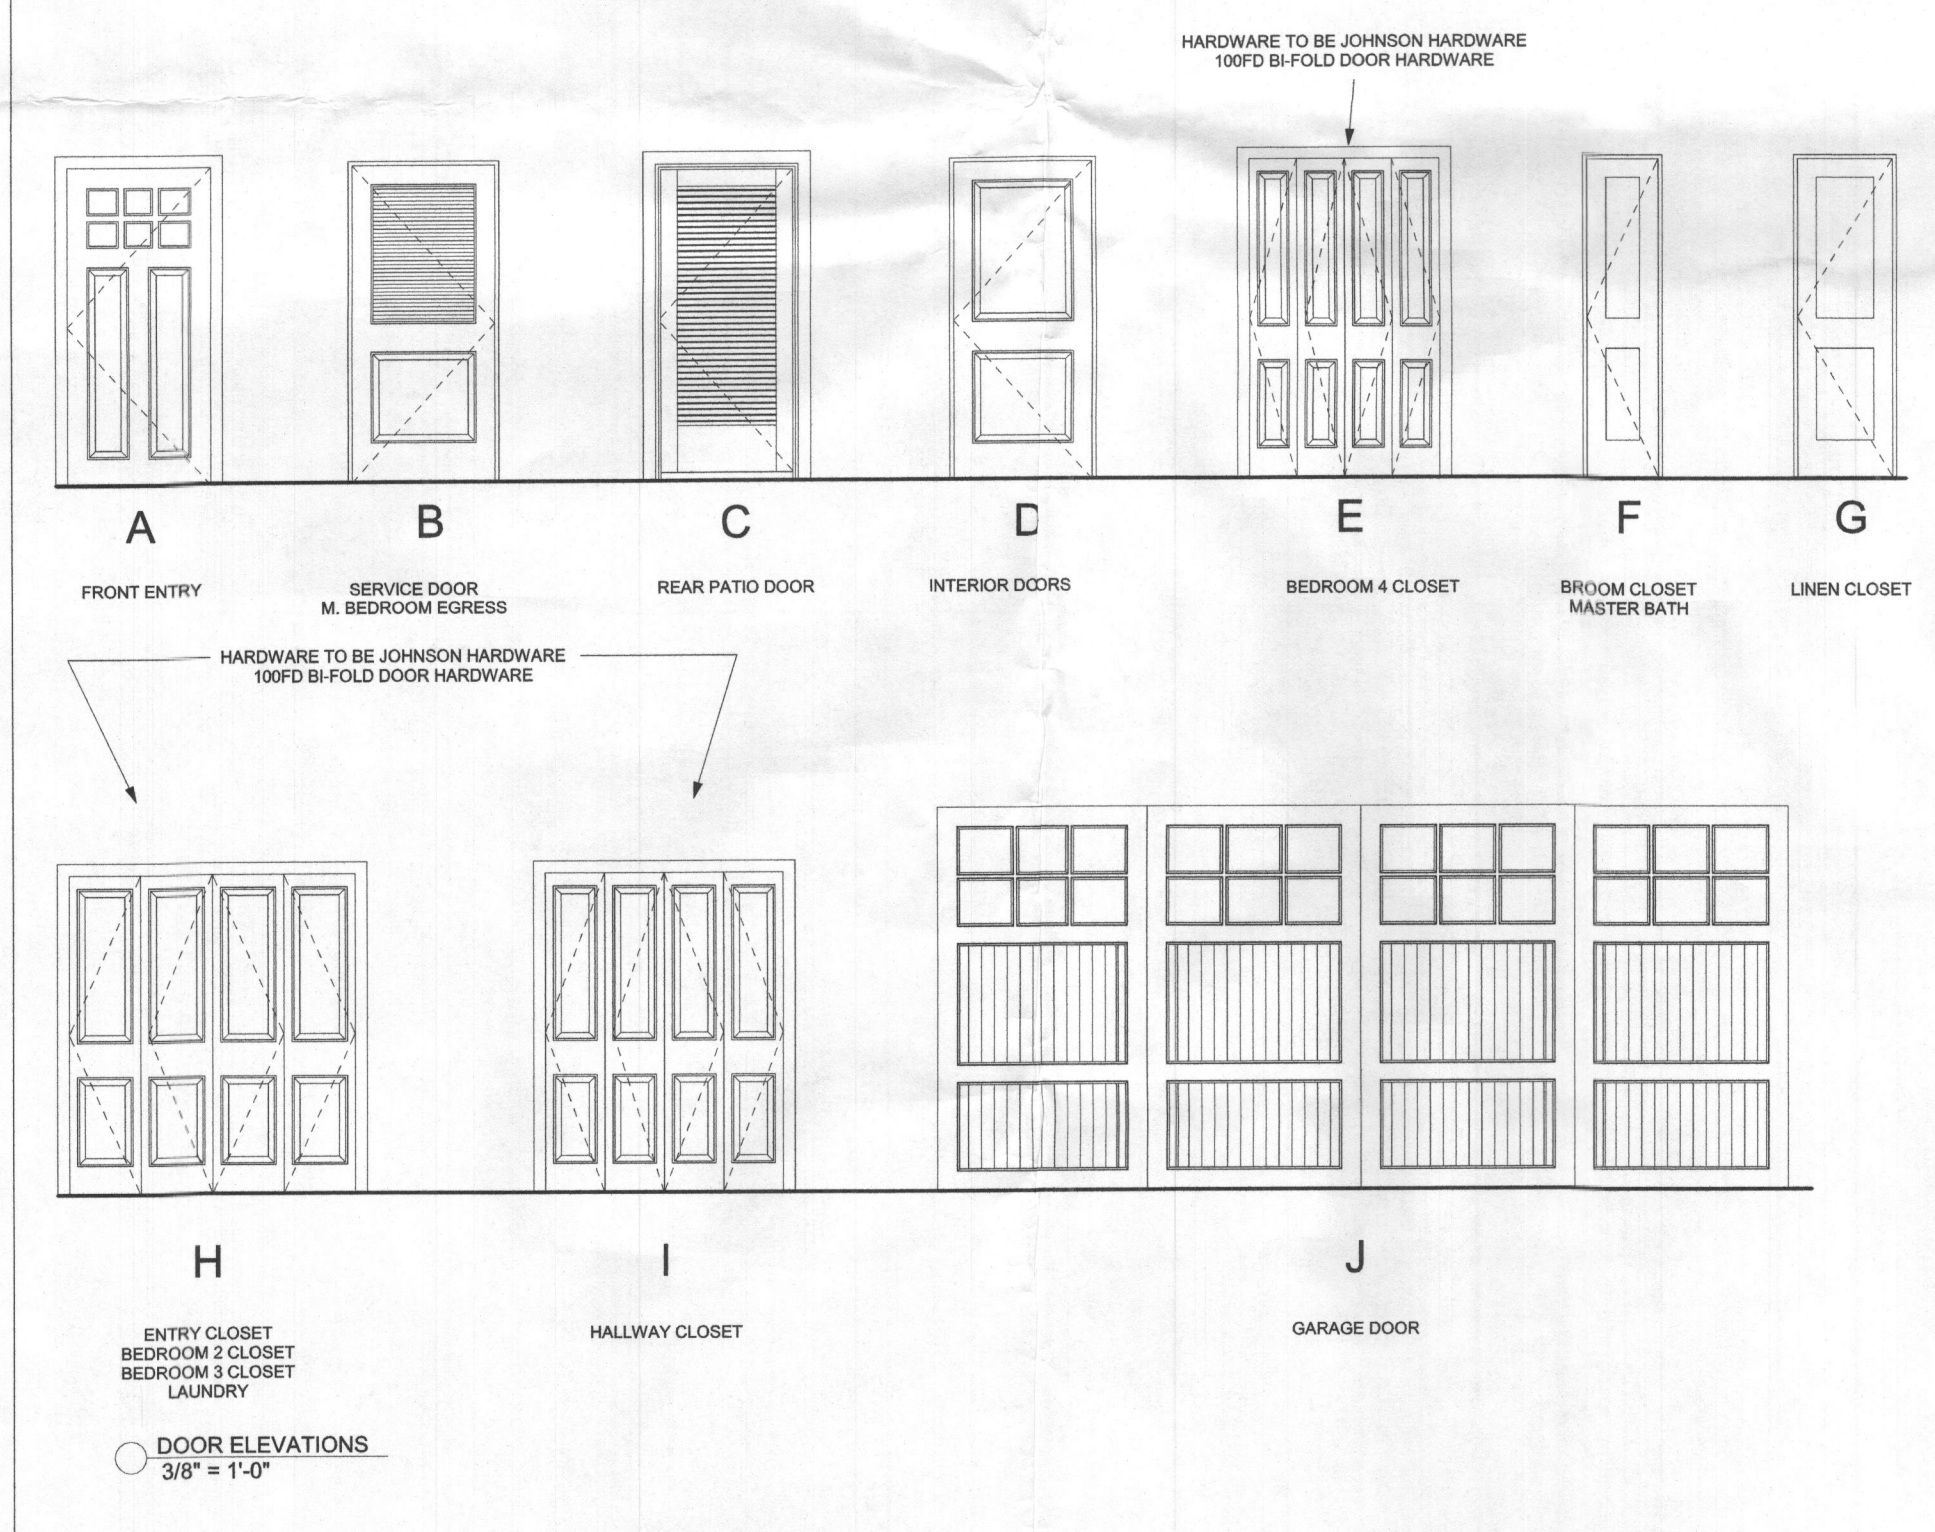 HARDWARE TO BE JOHNSON HARDWARE
100FD BI-FOLD DOOR HARDWARE
A
B
C
D
E
F
G
FRONT ENTRY
SERVICE DOOR
M. BEDROOM EGRESS
REAR PATIO DOOR
INTERIOR DOORS
BEDROOM 4 CLOSET
BROOM CLOSET
MASTER BATH
LINEN CLOSET
HARDWARE TO BE JOHNSON HARDWARE
100FD BI-FOLD DOOR HARDWARE
H
I
J
ENTRY CLOSET
BEDROOM 2 CLOSET
BEDROOM 3 CLOSET
LAUNDRY
HALLWAY CLOSET
GARAGE DOOR
DOOR ELEVATIONS
3/8" = 1'-0"